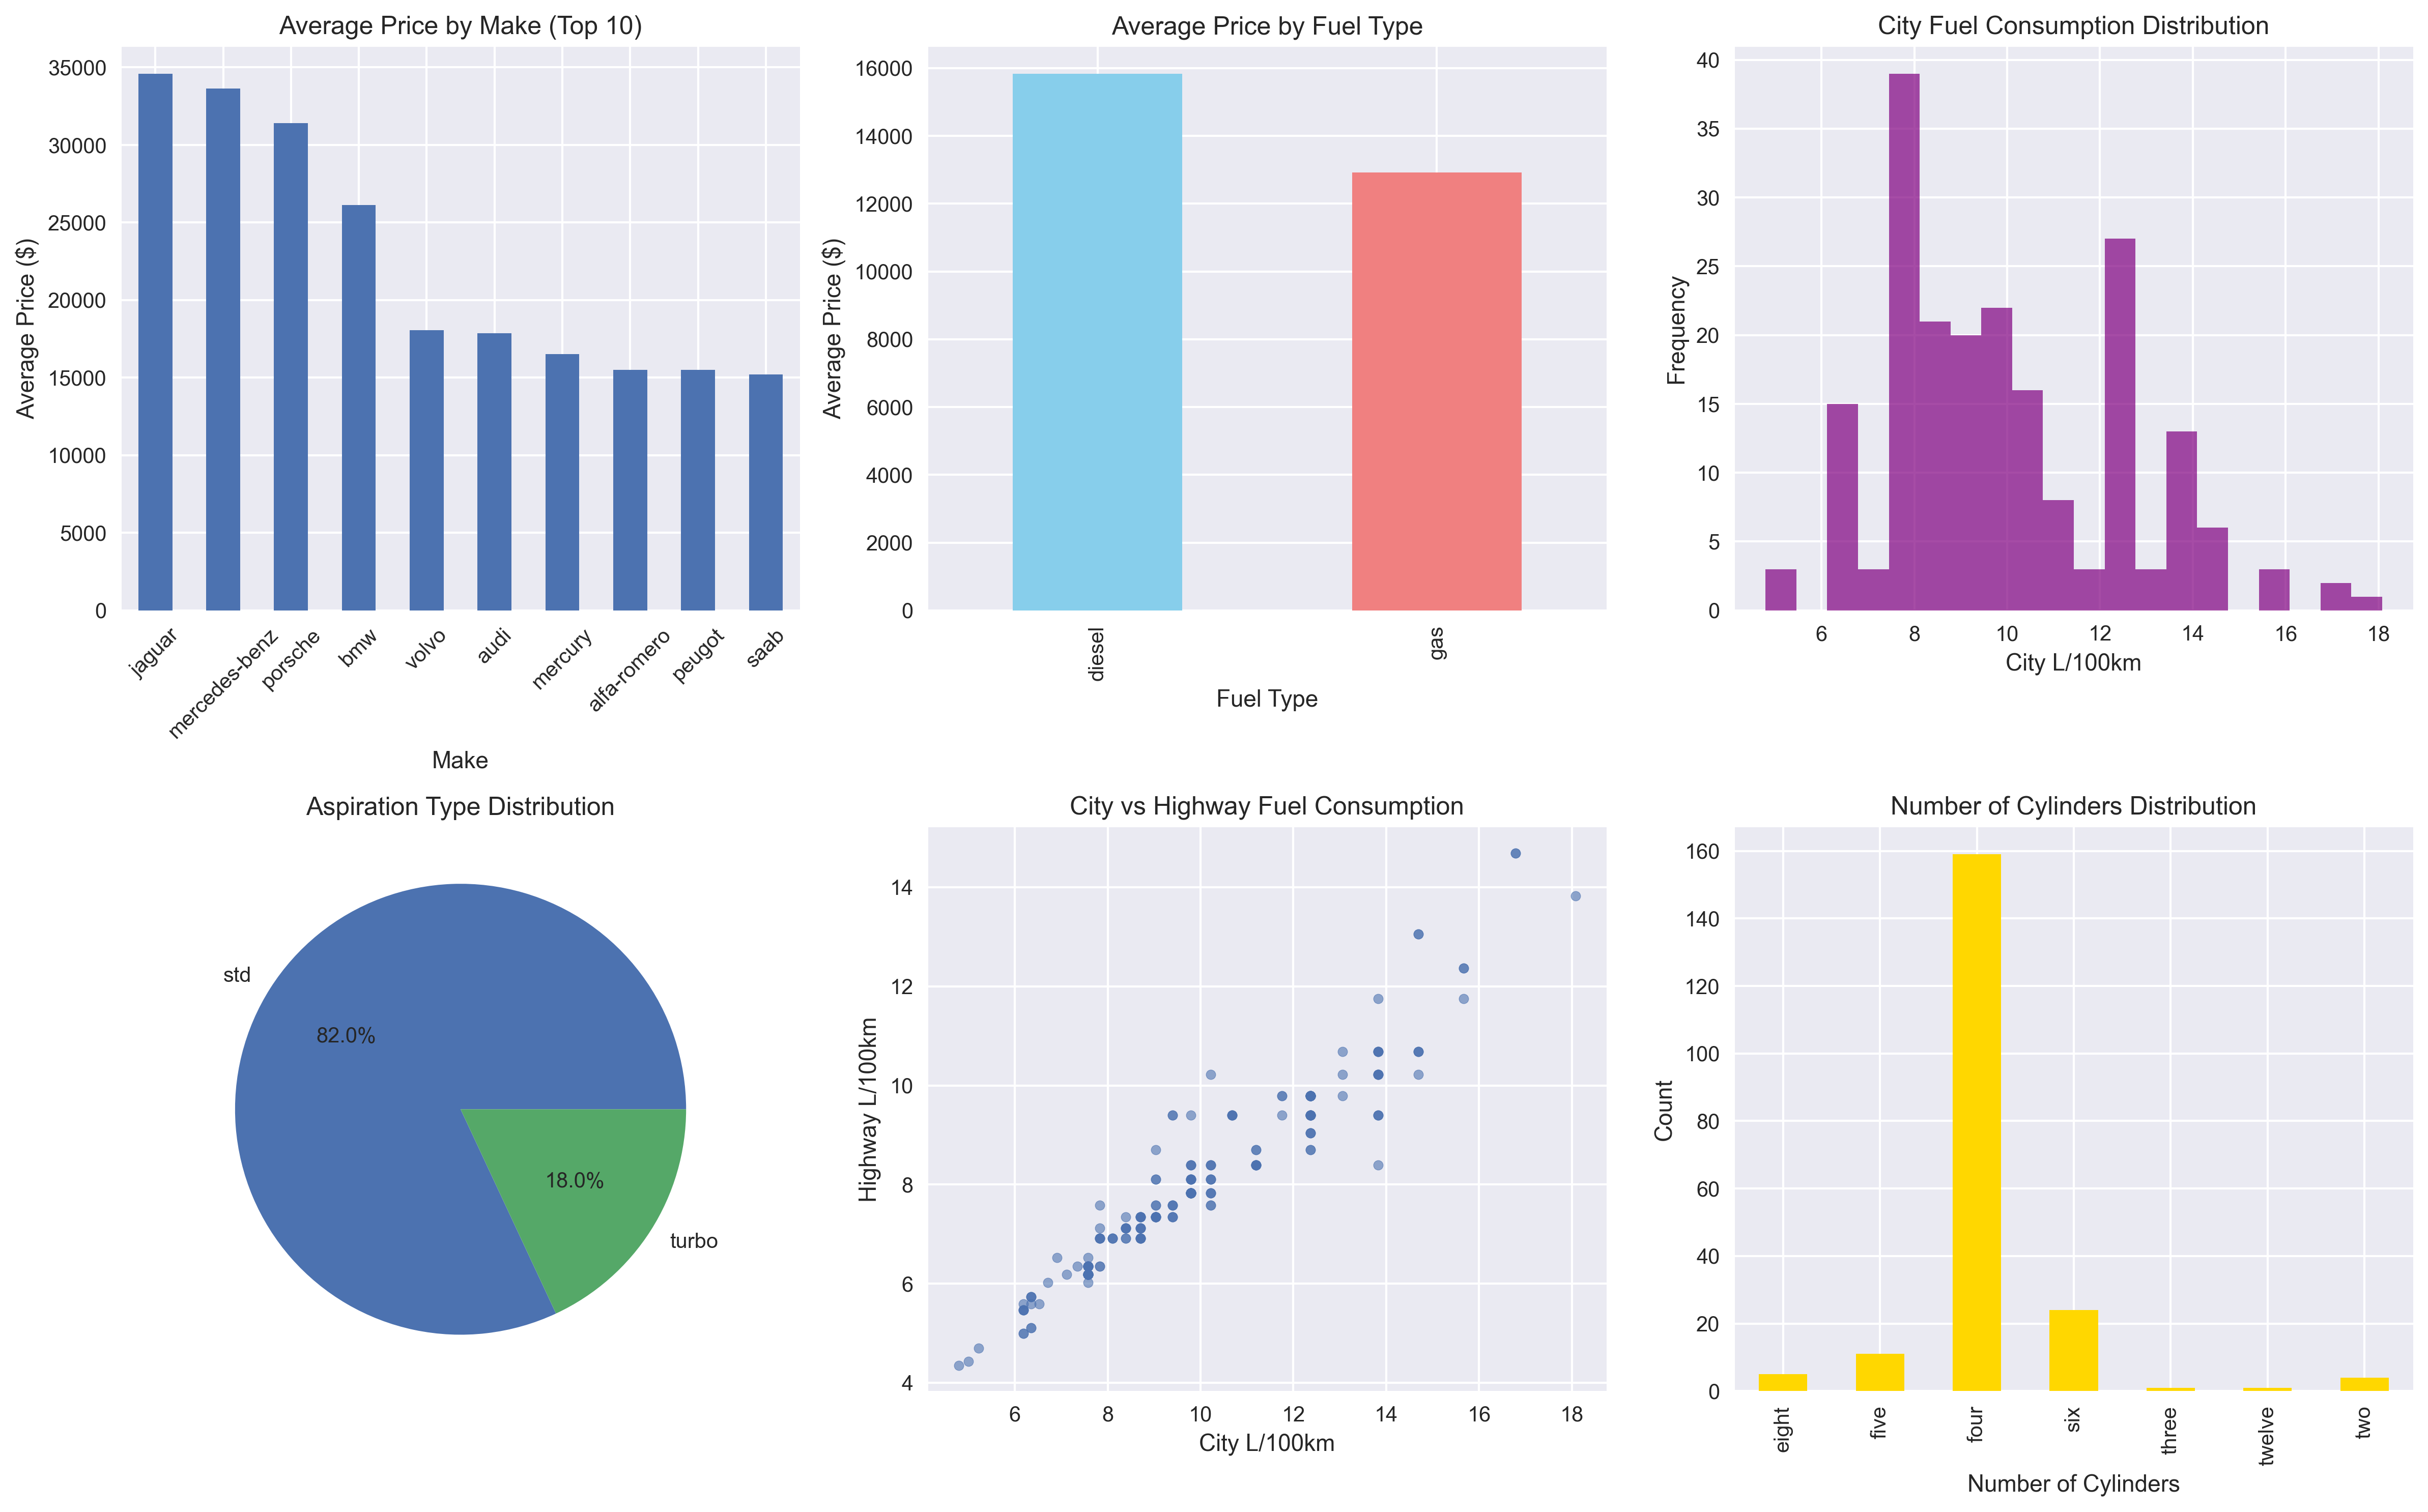 Average Price by Make (Top 10)
35000
30000
25000
20000
15000
10000
5000
0
Average Price ($)
jaguar
mercedes-benz
porsche
bmw
volvo
audi
mercury
alfa-romero
peugot
saab
Make
Average Price by Fuel Type
16000
14000
12000
10000
8000
6000
4000
2000
0
Average Price ($)
diesel
gas
Fuel Type
City Fuel Consumption Distribution
40
35
30
25
20
15
10
5
0
Frequency
6 8 10 12 14 16 18
City L/100km
Aspiration Type Distribution
std
82.0%
18.0%
turbo
City vs Highway Fuel Consumption
14
12
10
8
6
4
Highway L/100km
6 8 10 12 14 16 18
City L/100km
Number of Cylinders Distribution
160
140
120
100
80
60
40
20
0
Count
eight
five
four
six
three
twelve
two
Number of Cylinders